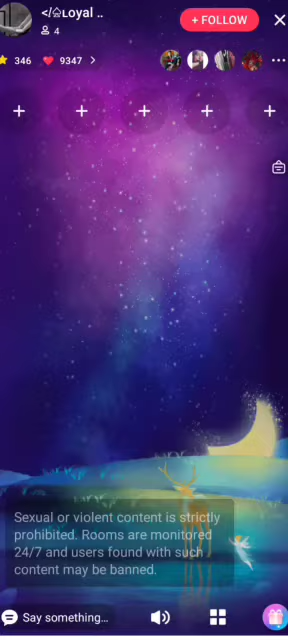 </♤Loyal ..
4
+ FOLLOW
346
9347
Sexual or violent content is strictly
prohibited. Rooms are monitored
24/7 and users found with such
content may be banned.
Say something...